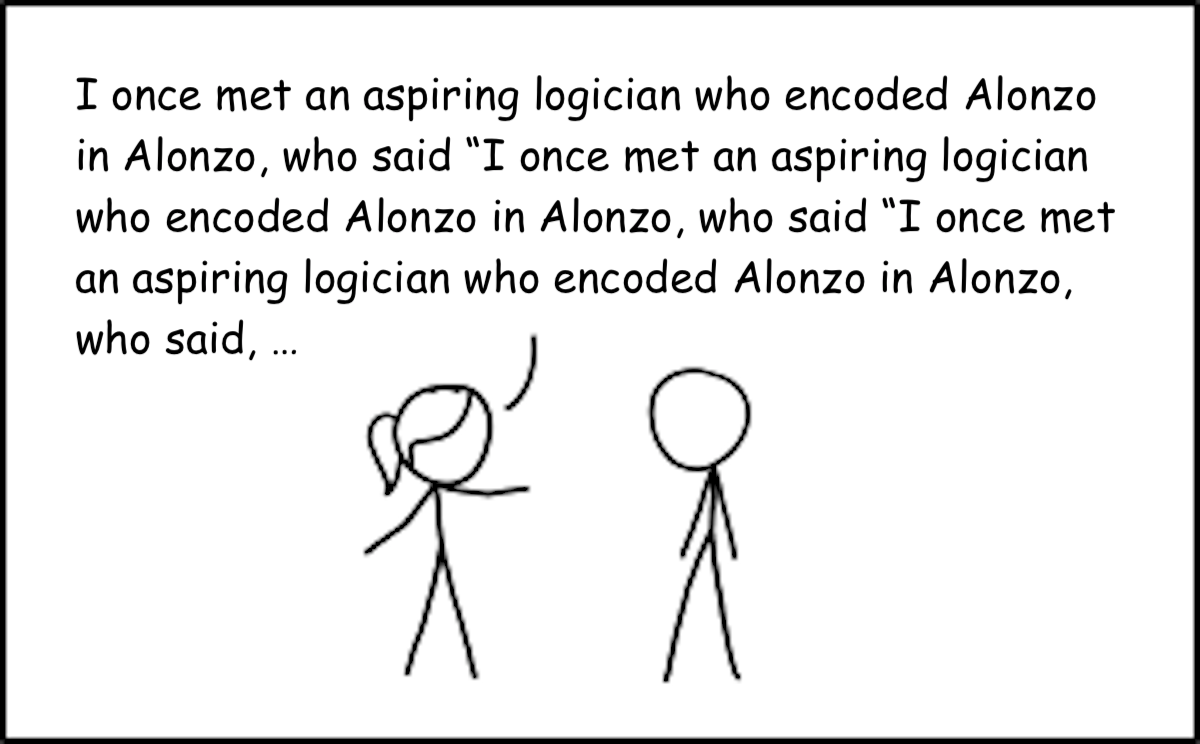 I once met an aspiring logician who encoded Alonzo
in Alonzo, who said “I once met an aspiring logician
who encoded Alonzo in Alonzo, who said “I once met
an aspiring logician who encoded Alonzo in Alonzo,
who said, ...